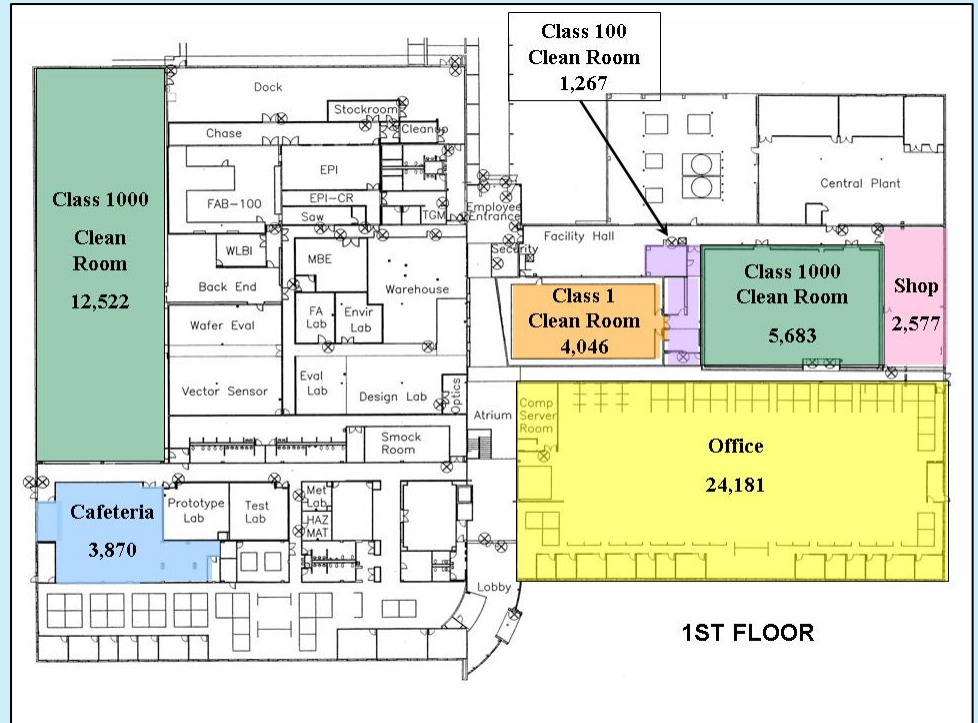 Class 100
Clean Room
1,267
Dock
Stockroom
Chase
Cleanup
EPI
EPI-CR
FAB-100
Saw
TGM
Employee
Entrance
Central Plant
Class 1000
Clean
Room
12,522
WLBI
Back End
MBE
Warehouse
Security
Facility Hall
FA
Lab
Envir
Lab
Wafer Eval
Class 1
Clean Room
4,046
Class 1000
Clean Room
5,683
Shop
2,577
Vector Sensor
Eval
Lab
Design Lab
Optics
Atrium
Comp
Server
Room
Smock
Room
Office
24,181
Cafeteria
3,870
Prototype
Lab
Test
Lab
Met
Lab
HAZ
MAT
Lobby
1ST FLOOR